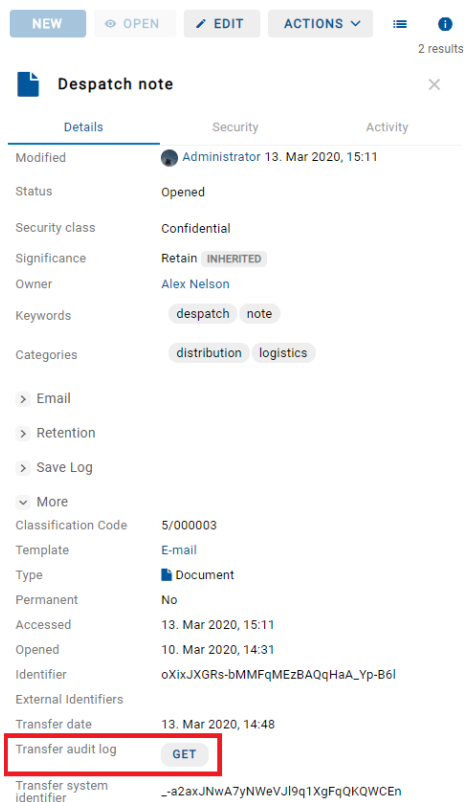 NEW OPEN EDIT ACTIONS
2 results
Despatch note
Details Security Activity
Modified Administrator 13. Mar 2020, 15:11
Status Opened
Security class Confidential
Significance Retain INHERITED
Owner Alex Nelson
Keywords despatch note
Categories distribution logistics
Email
Retention
Save Log
More
Classification Code 5/000003
Template E-mail
Type Document
Permanent No
Accessed 13. Mar 2020, 15:11
Opened 10. Mar 2020, 14:31
Identifier oXixJXGRs-bMMFqMEzBAQqHaA_Yp-B6l
External Identifiers
Transfer date 13. Mar 2020, 14:48
Transfer audit log GET
Transfer system
identifier _-a2axJNwA7yNWeVJl9q1XgFqQKQWCEn